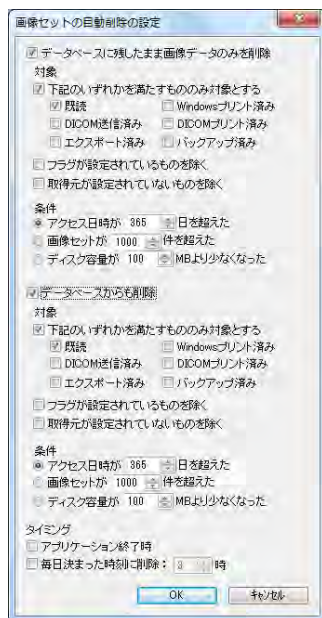 画像セットの自動削除の設定
データベースに残したまま画像データのみを削除
対象
下記のいずれかを満たすもののみ対象とする
既読 Windowsプリント済み
DICOM送信済み DICOMプリント済み
エクスポート済み バックアップ済み
フラグが設定されているものを除く
取得元が設定されていないものを除く
条件
アクセス日時が 365 日を超えた
画像セットが 1000 件を超えた
ディスク容量が 100 MBより少なくなった
データベースからも削除
対象
下記のいずれかを満たすもののみ対象とする
既読 Windowsプリント済み
DICOM送信済み DICOMプリント済み
エクスポート済み バックアップ済み
フラグが設定されているものを除く
取得元が設定されていないものを除く
条件
アクセス日時が 365 日を超えた
画像セットが 1000 件を超えた
ディスク容量が 100 MBより少なくなった
タイミング
アプリケーション終了時
毎日決まった時刻に削除: 3 時
OK キャンセル